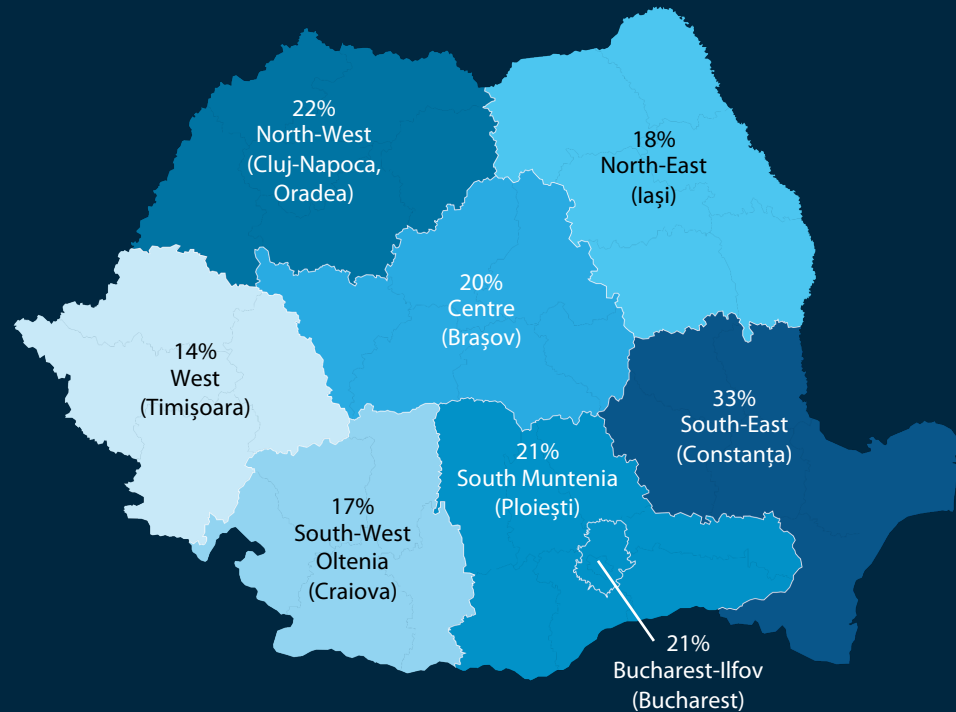 22%
North-West
(Cluj-Napoca,
Oradea)
18%
North-East
(Iași)
20%
Centre
(Brașov)
14%
West
(Timișoara)
33%
South-East
(Constanța)
21%
South Muntenia
(Ploiești)
17%
South-West
Oltenia
(Craiova)
21%
Bucharest-Ilfov
(Bucharest)